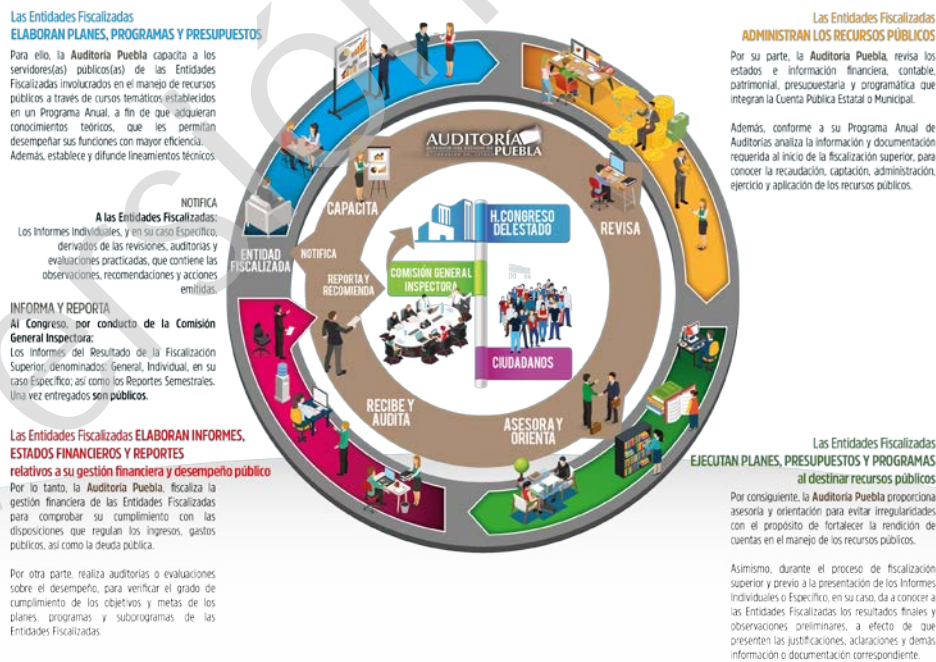 Las Entidades Fiscalizadas
ELABORAN PLANES, PROGRAMAS Y PRESUPUESTOS
Para ello, la Auditoría Puebla capacita a los
servidores(as) públicos(as) de las Entidades
Fiscalizadas involucrados en el manejo de recursos
públicos a través de cursos temáticos establecidos
en un Programa Anual, a fin de que adquieran
conocimientos teóricos, que les permitan
desempeñar sus funciones con mayor eficiencia.
Además, establece y difunde lineamientos técnicos.
NOTIFICA
A las Entidades Fiscalizadas:
Los Informes Individuales, y en su caso Específico,
derivados de las revisiones, auditorías y
evaluaciones practicadas, que contiene las
observaciones, recomendaciones y acciones
emitidas.
INFORMA Y REPORTA
Al Congreso, por conducto de la Comisión
General Inspectora:
Los Informes del Resultado de la Fiscalización
Superior, denominados: General, Individual, en su
caso Específico; así como los Reportes Semestrales.
Una vez entregados son públicos.
Las Entidades Fiscalizadas ELABORAN INFORMES,
ESTADOS FINANCIEROS Y REPORTES
relativos a su gestión financiera y desempeño público
Por lo tanto, la Auditoría Puebla, fiscaliza la
gestión financiera de las Entidades Fiscalizadas
para comprobar su cumplimiento con las
disposiciones que regulan los ingresos, gastos
públicos, así como la deuda pública.
Por otra parte, realiza auditorías o evaluaciones
sobre el desempeño, para verificar el grado de
cumplimiento de los objetivos y metas de los
planes, programas y subprogramas de las
Entidades Fiscalizadas.
AUDITORÍA
PUEBLA
CAPACITA
REVISA
ENTIDAD
FISCALIZADA
NOTIFICA
REPORTA Y
RECOMIENDA
H. CONGRESO
DEL ESTADO
COMISIÓN GENERAL
INSPECTORA
CIUDADANOS
RECIBE Y
AUDITA
ASESORA Y
ORIENTA
Las Entidades Fiscalizadas
ADMINISTRAN LOS RECURSOS PÚBLICOS
Por su parte, la Auditoría Puebla, revisa los
estados e información financiera, contable,
patrimonial, presupuestaria y programática que
integran la Cuenta Pública Estatal o Municipal.
Además, conforme a su Programa Anual de
Auditorías analiza la información y documentación
requerida al inicio de la fiscalización superior, para
conocer la recaudación, captación, administración,
ejercicio y aplicación de los recursos públicos.
Las Entidades Fiscalizadas
EJECUTAN PLANES, PRESUPUESTOS Y PROGRAMAS
al destinar recursos públicos
Por consiguiente, la Auditoría Puebla proporciona
asesoría y orientación para evitar irregularidades
con el propósito de fortalecer la rendición de
cuentas en el manejo de los recursos públicos.
Asimismo, durante el proceso de fiscalización
superior y previo a la presentación de los Informes
Individuales o Específico, en su caso, da a conocer a
las Entidades Fiscalizadas los resultados finales y
observaciones preliminares, a efecto de que
presenten las justificaciones, aclaraciones y demás
información o documentación correspondiente.